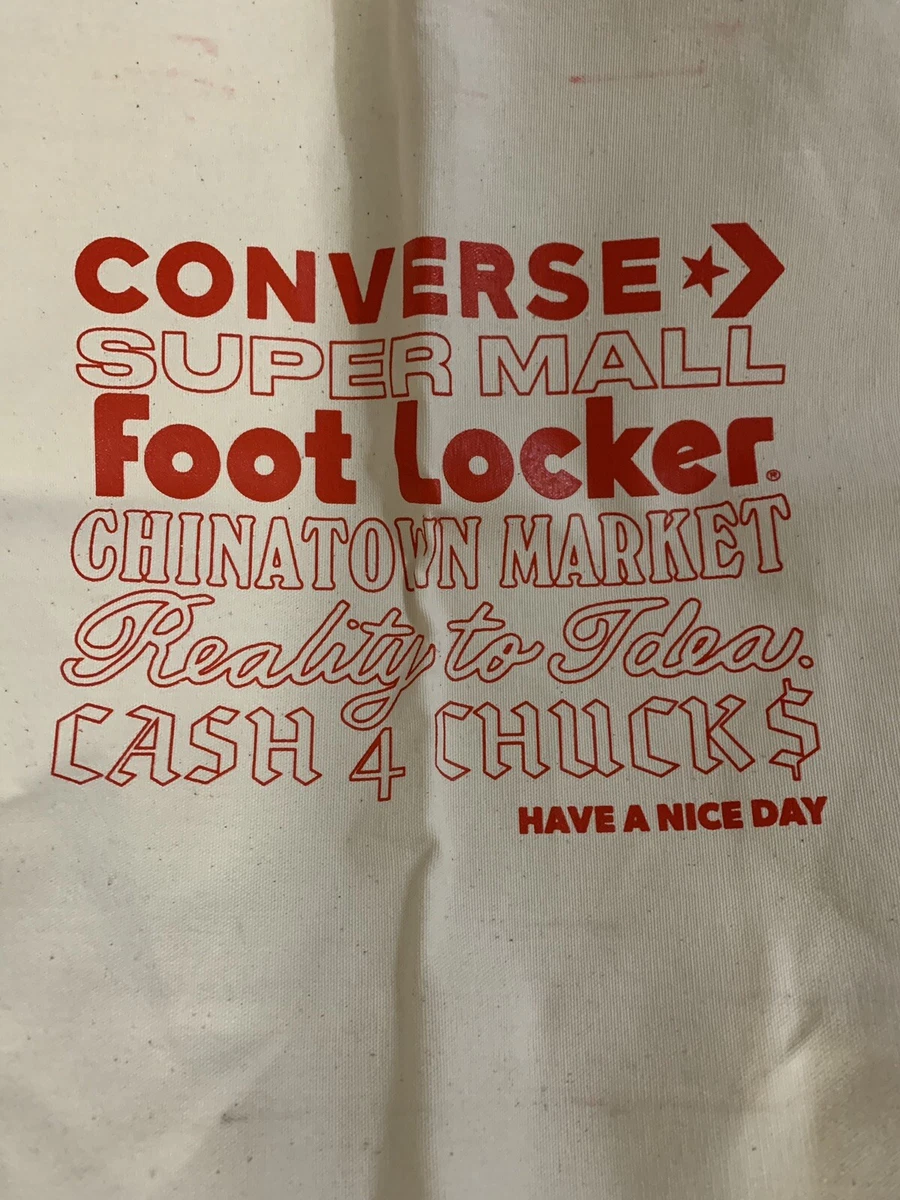 CONVERSE
SUPER MALL
Foot Locker®
CHINATOWN MARKET
Reality to Idea.
CASH 4 CHUCK$
HAVE A NICE DAY